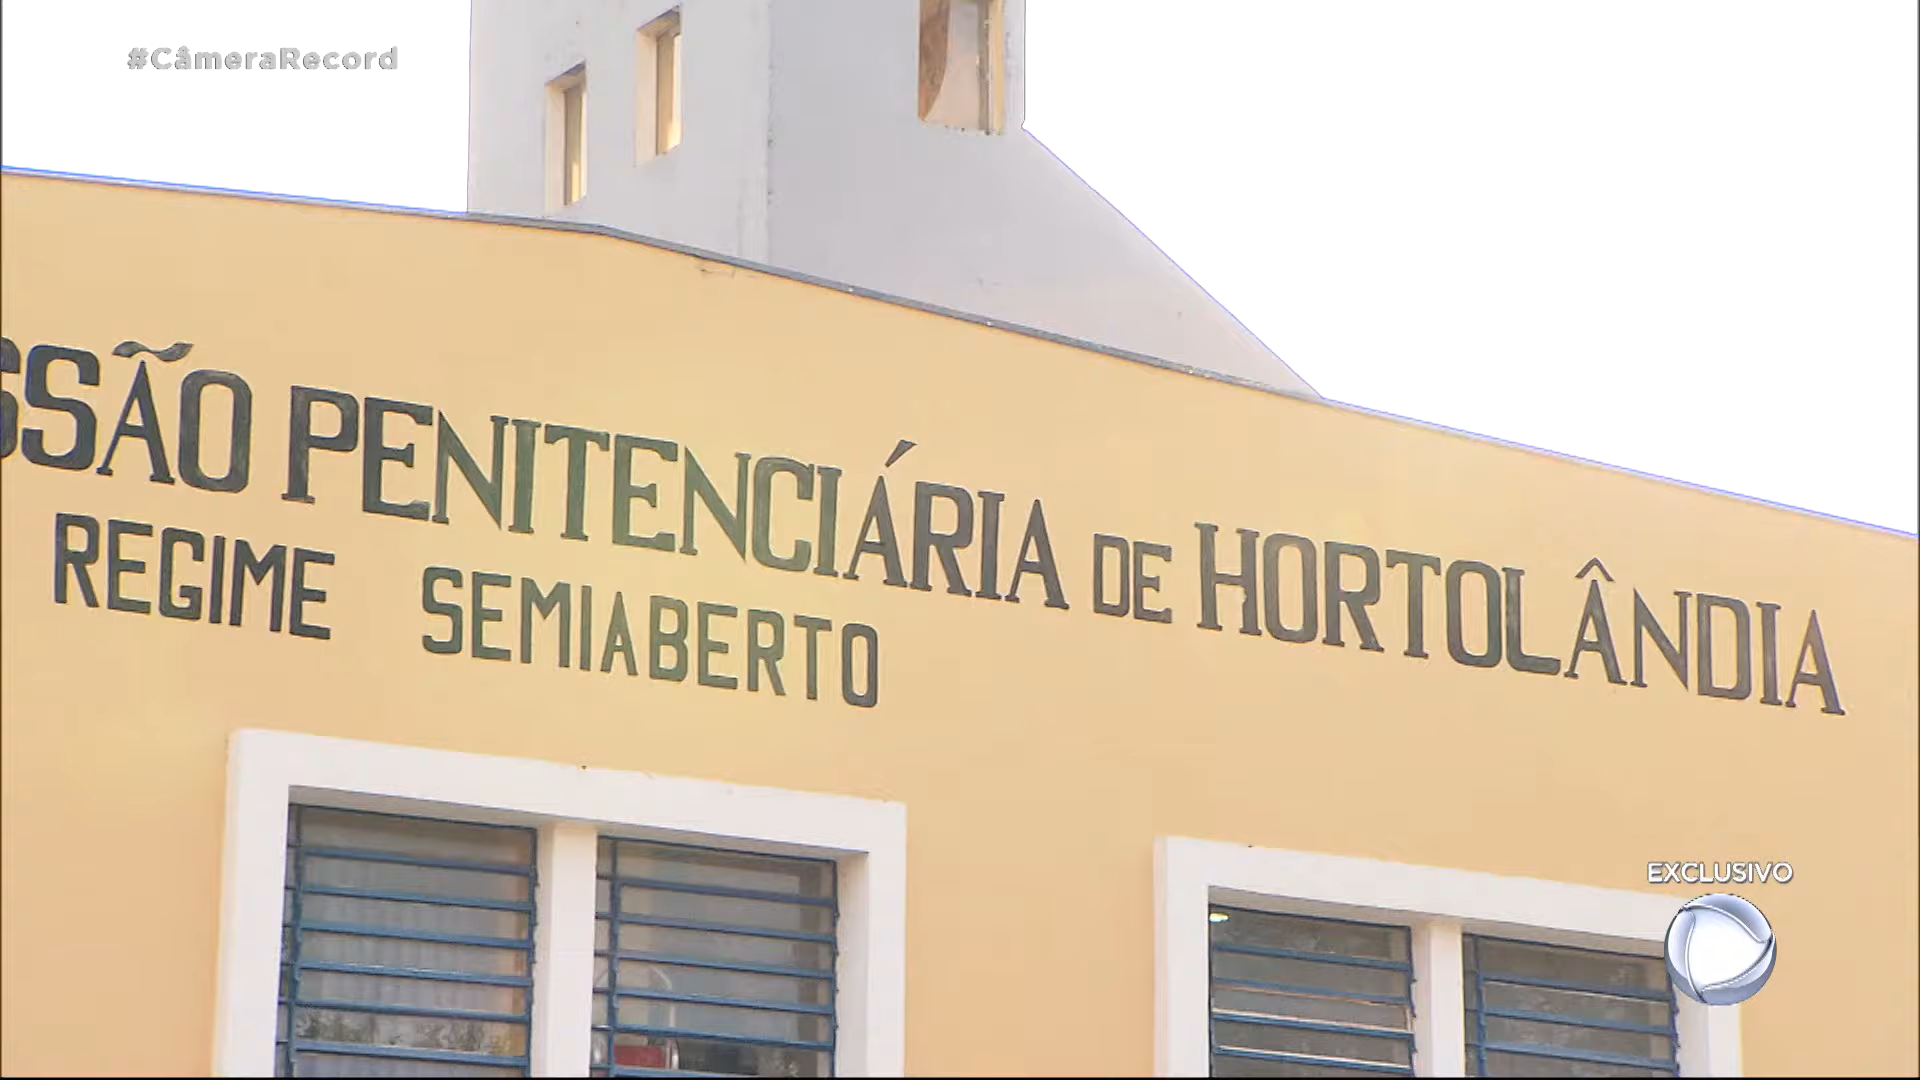 #CâmeraRecord
SSÃO PENITENCIÁRIA DE HORTOLÂNDIA
REGIME SEMIABERTO
EXCLUSIVO